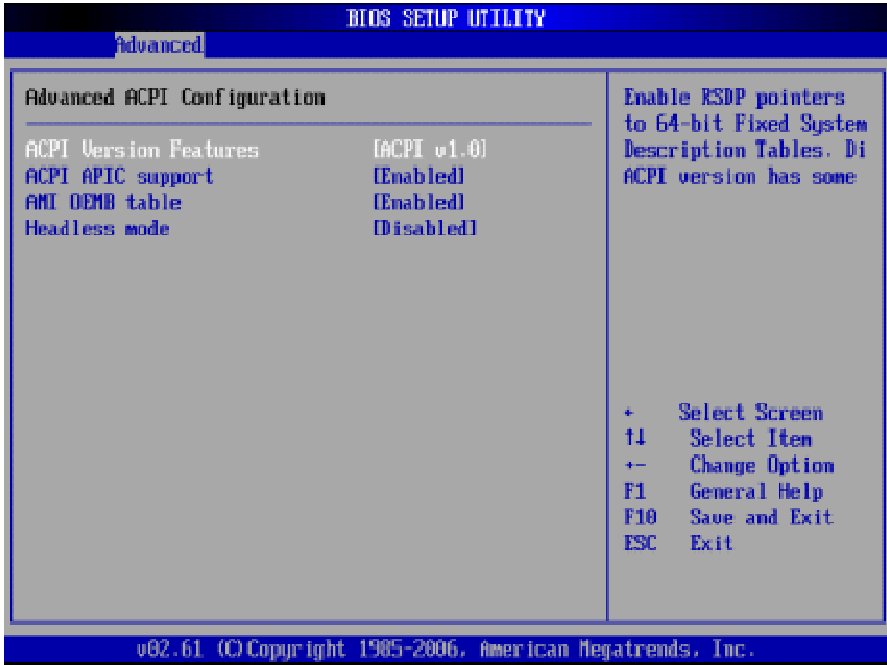 BIOS SETUP UTILITY
Advanced
Advanced ACPI Configuration
ACPI Version Features [ACPI v1.0]
ACPI APIC support [Enabled]
AMI OEMB table [Enabled]
Headless mode [Disabled]
Enable RSDP pointers
to 64-bit Fixed System
Description Tables. Di
ACPI version has some
+ Select Screen
↑↓ Select Item
+- Change Option
F1 General Help
F10 Save and Exit
ESC Exit
v02.61 (C)Copyright 1985-2006, American Megatrends, Inc.